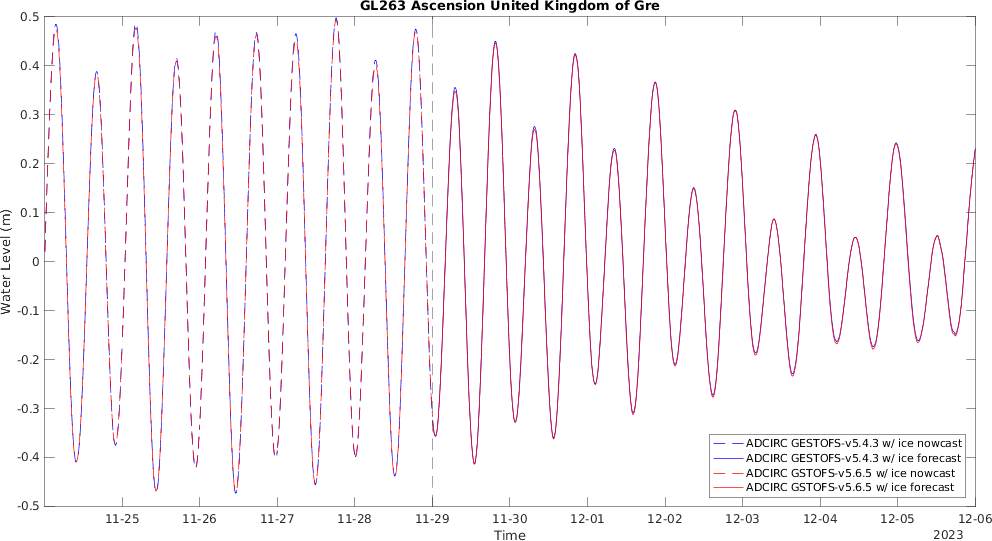 GL263 Ascension United Kingdom of Gre
0.5
0.4
0.3
0.2
0.1
0
-0.1
-0.2
-0.3
-0.4
-0.5
Water Level (m)
11-25 11-26 11-27 11-28 11-29 11-30 12-01 12-02 12-03 12-04 12-05 12-06
Time
2023
ADCIRC GESTOFS-v5.4.3 w/ ice nowcast
ADCIRC GESTOFS-v5.4.3 w/ ice forecast
ADCIRC GSTOFS-v5.6.5 w/ ice nowcast
ADCIRC GSTOFS-v5.6.5 w/ ice forecast